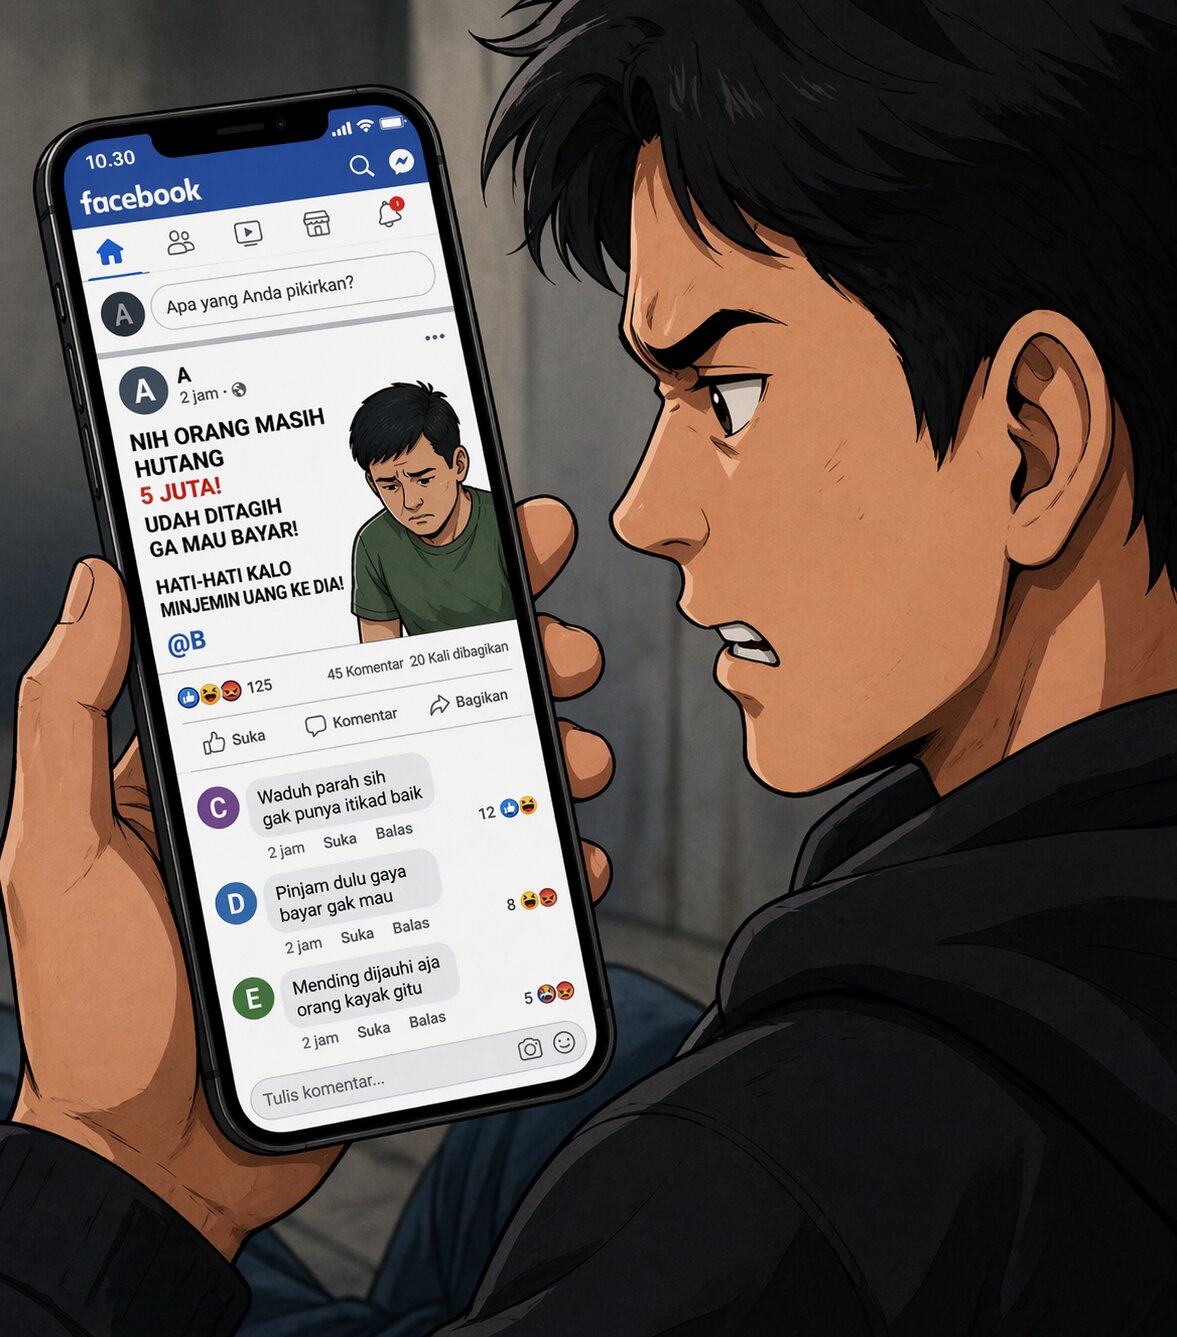 10.30
facebook
1
A
Apa yang Anda pikirkan?
A
A
2 jam
NIH ORANG MASIH
HUTANG
5 JUTA!
UDAH DITAGIH
GA MAU BAYAR!
HATI-HATI KALO
MINJEMIN UANG KE DIA!
@B
125
45 Komentar 20 Kali dibagikan
Suka Komentar Bagikan
C
Waduh parah sih
gak punya itikad baik
2 jam Suka Balas
12
D
Pinjam dulu gaya
bayar gak mau
2 jam Suka Balas
8
E
Mending dijauhi aja
orang kayak gitu
2 jam Suka Balas
5
Tulis komentar...